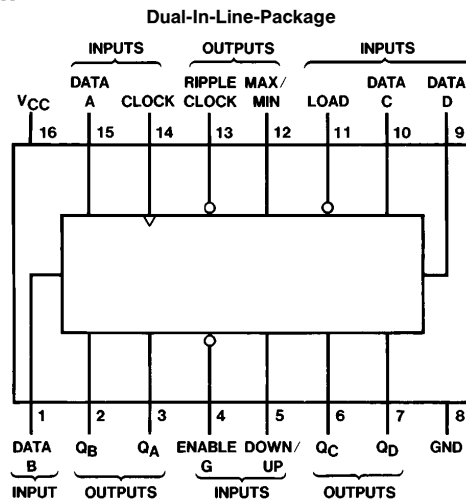 Dual-In-Line-Package
INPUTS OUTPUTS INPUTS
DATA RIPPLE MAX/ DATA DATA
VCC A CLOCK CLOCK MIN LOAD C D
16 15 14 13 12 11 10 9
1 2 3 4 5 6 7 8
DATA QB QA ENABLE DOWN/ QC QD GND
B G UP
INPUT OUTPUTS INPUTS OUTPUTS